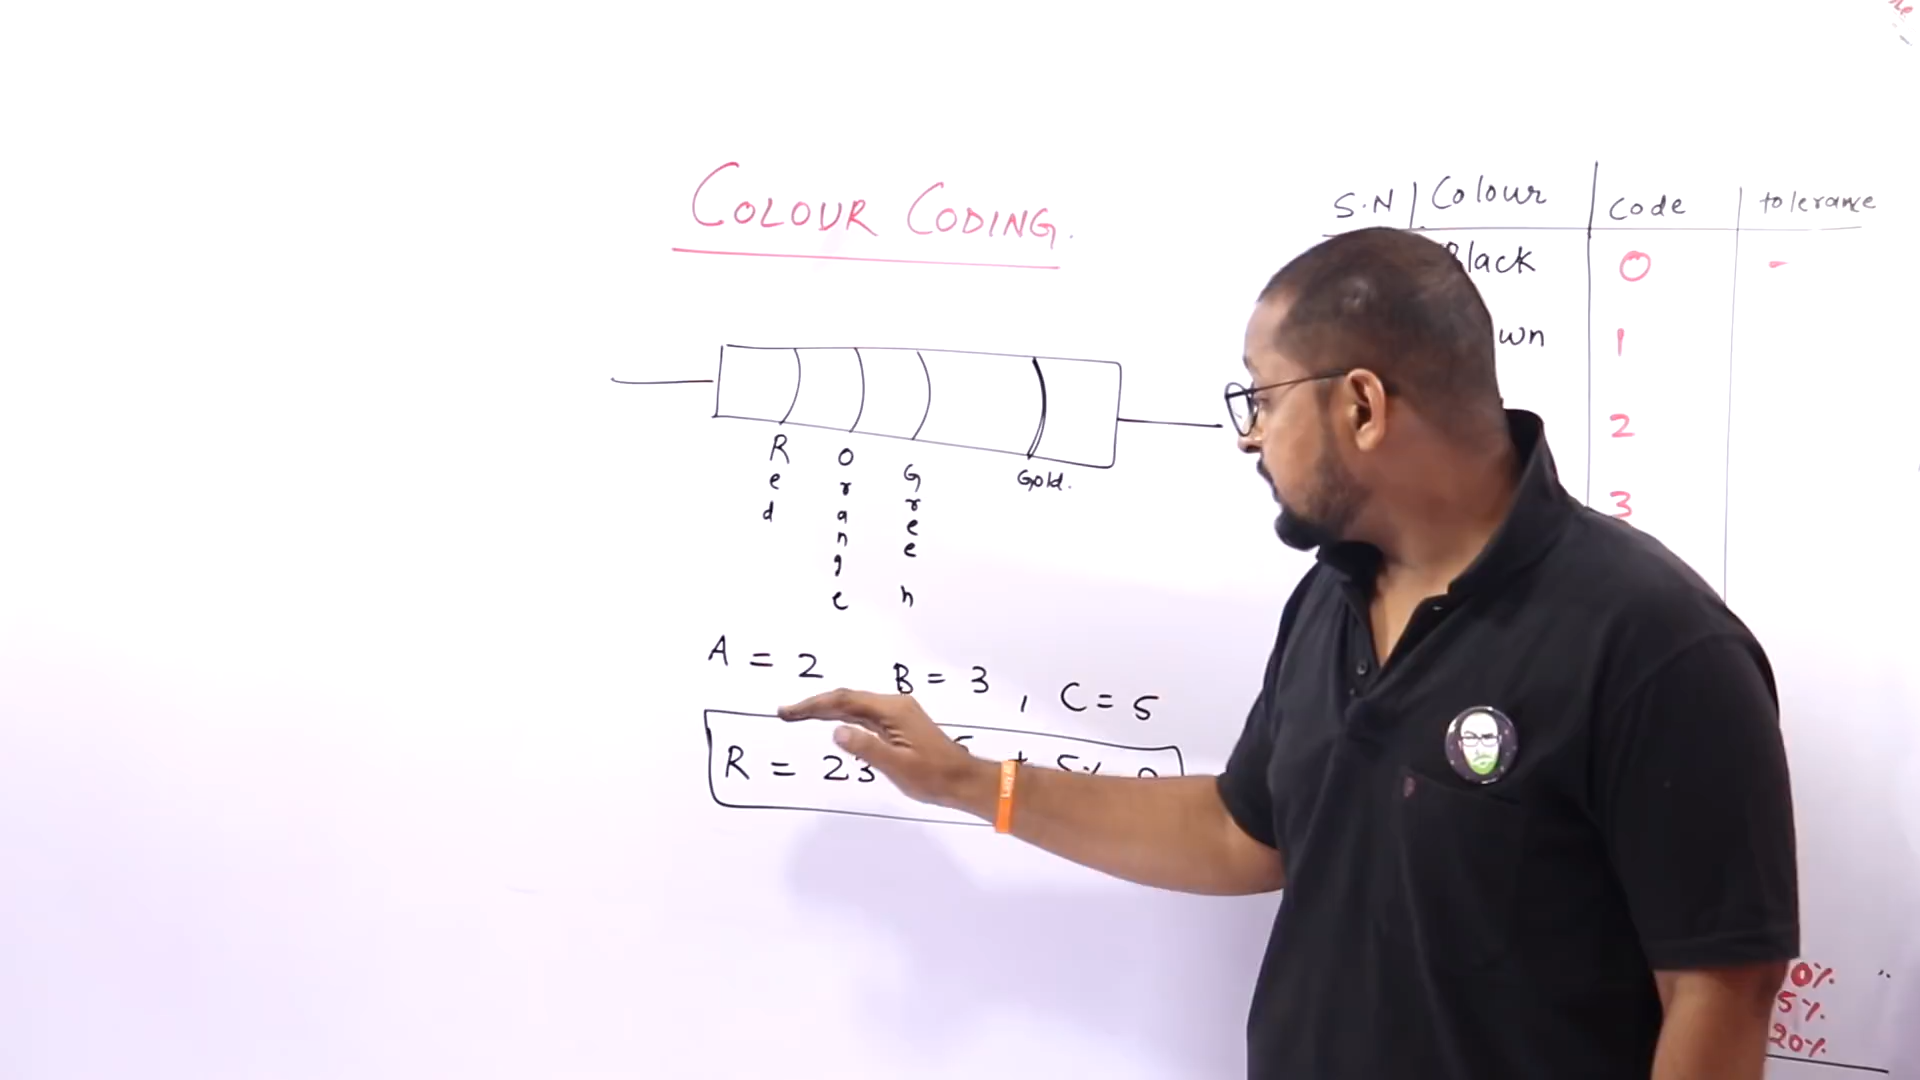 COLOUR CODING.
S.N Colour Code tolerance
Black 0 -
wn 1
2
3
Red Orange Green Gold.
A = 2 B = 3 , C = 5
R = 23 ± 5%
0%
5%
20%